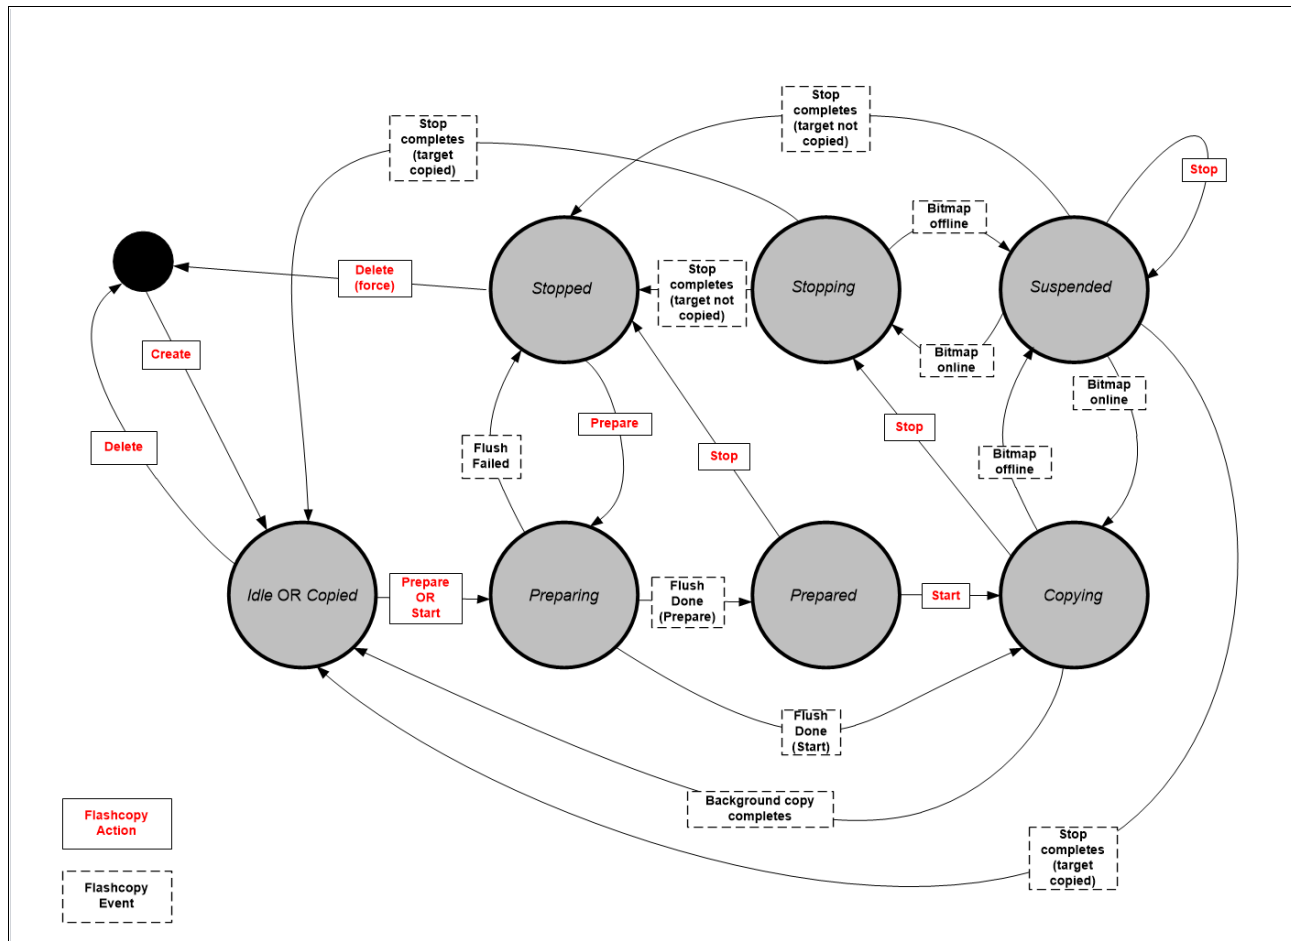 Stop
completes
(target not
copied)
Stop
completes
(target
copied)
Stop
Bitmap
offline
Delete
(force)
Stopped
Stop
completes
(target not
copied)
Stopping
Suspended
Create
Bitmap
online
Bitmap
online
Delete
Flush
Failed
Prepare
Stop
Stop
Bitmap
offline
Idle OR Copied
Prepare
OR
Start
Preparing
Flush
Done
(Prepare)
Prepared
Start
Copying
Flush
Done
(Start)
Background copy
completes
Stop
completes
(target
copied)
Flashcopy
Action
Flashcopy
Event